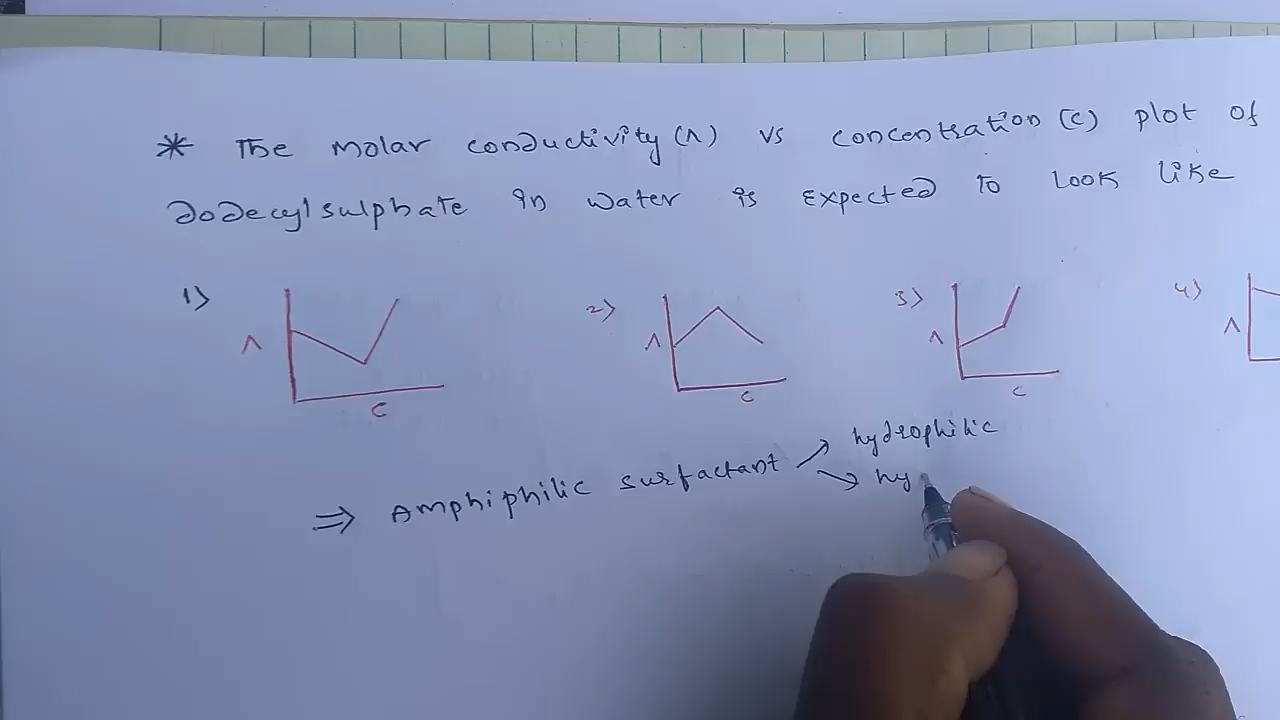 * The molar conductivity (Λ) vs concentration (C) plot of
dodecylsulphate in water is expected to look like
1) 2) 3) 4)
Λ Λ Λ Λ
C C C
⇒ Amphiphilic surfactant → hydrophilic
→ hy